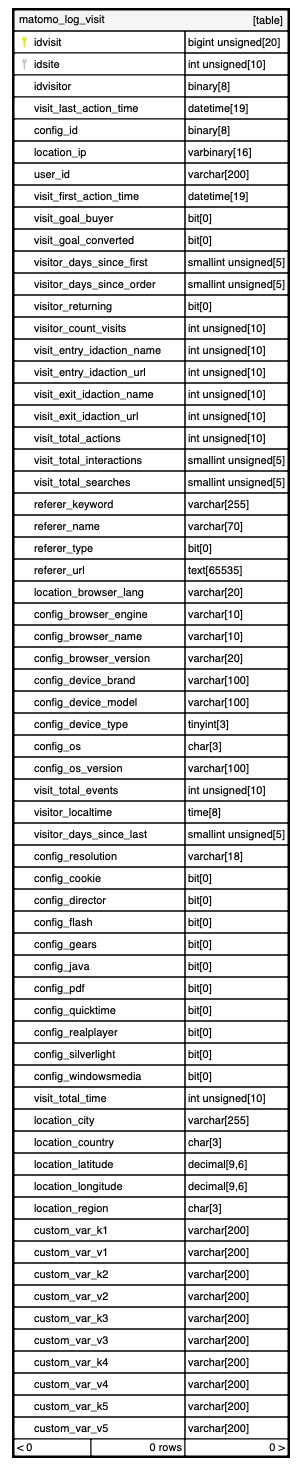 matomo_log_visit [table]
idvisit bigint unsigned[20]
idsite int unsigned[10]
idvisitor binary[8]
visit_last_action_time datetime[19]
config_id binary[8]
location_ip varbinary[16]
user_id varchar[200]
visit_first_action_time datetime[19]
visit_goal_buyer bit[0]
visit_goal_converted bit[0]
visitor_days_since_first smallint unsigned[5]
visitor_days_since_order smallint unsigned[5]
visitor_returning bit[0]
visitor_count_visits int unsigned[10]
visit_entry_idaction_name int unsigned[10]
visit_entry_idaction_url int unsigned[10]
visit_exit_idaction_name int unsigned[10]
visit_exit_idaction_url int unsigned[10]
visit_total_actions int unsigned[10]
visit_total_interactions smallint unsigned[5]
visit_total_searches smallint unsigned[5]
referer_keyword varchar[255]
referer_name varchar[70]
referer_type bit[0]
referer_url text[65535]
location_browser_lang varchar[20]
config_browser_engine varchar[10]
config_browser_name varchar[10]
config_browser_version varchar[20]
config_device_brand varchar[100]
config_device_model varchar[100]
config_device_type tinyint[3]
config_os char[3]
config_os_version varchar[100]
visit_total_events int unsigned[10]
visitor_localtime time[8]
visitor_days_since_last smallint unsigned[5]
config_resolution varchar[18]
config_cookie bit[0]
config_director bit[0]
config_flash bit[0]
config_gears bit[0]
config_java bit[0]
config_pdf bit[0]
config_quicktime bit[0]
config_realplayer bit[0]
config_silverlight bit[0]
config_windowsmedia bit[0]
visit_total_time int unsigned[10]
location_city varchar[255]
location_country char[3]
location_latitude decimal[9,6]
location_longitude decimal[9,6]
location_region char[3]
custom_var_k1 varchar[200]
custom_var_v1 varchar[200]
custom_var_k2 varchar[200]
custom_var_v2 varchar[200]
custom_var_k3 varchar[200]
custom_var_v3 varchar[200]
custom_var_k4 varchar[200]
custom_var_v4 varchar[200]
custom_var_k5 varchar[200]
custom_var_v5 varchar[200]
< 0 0 rows 0 >